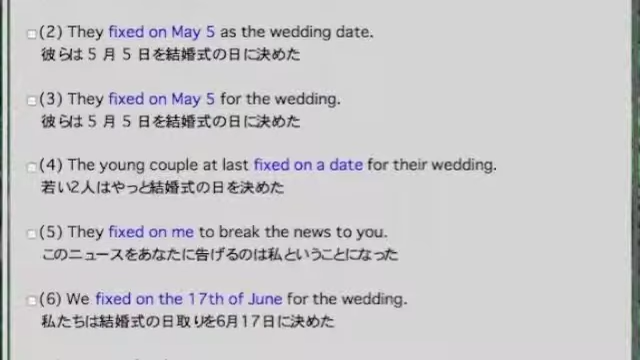 (2) They fixed on May 5 as the wedding date.
彼らは 5 月 5 日を結婚式の日に決めた
(3) They fixed on May 5 for the wedding.
彼らは 5 月 5 日を結婚式の日に決めた
(4) The young couple at last fixed on a date for their wedding.
若い2人はやっと結婚式の日を決めた
(5) They fixed on me to break the news to you.
このニュースをあなたに告げるのは私ということになった
(6) We fixed on the 17th of June for the wedding.
私たちは結婚式の日取りを6月17日に決めた